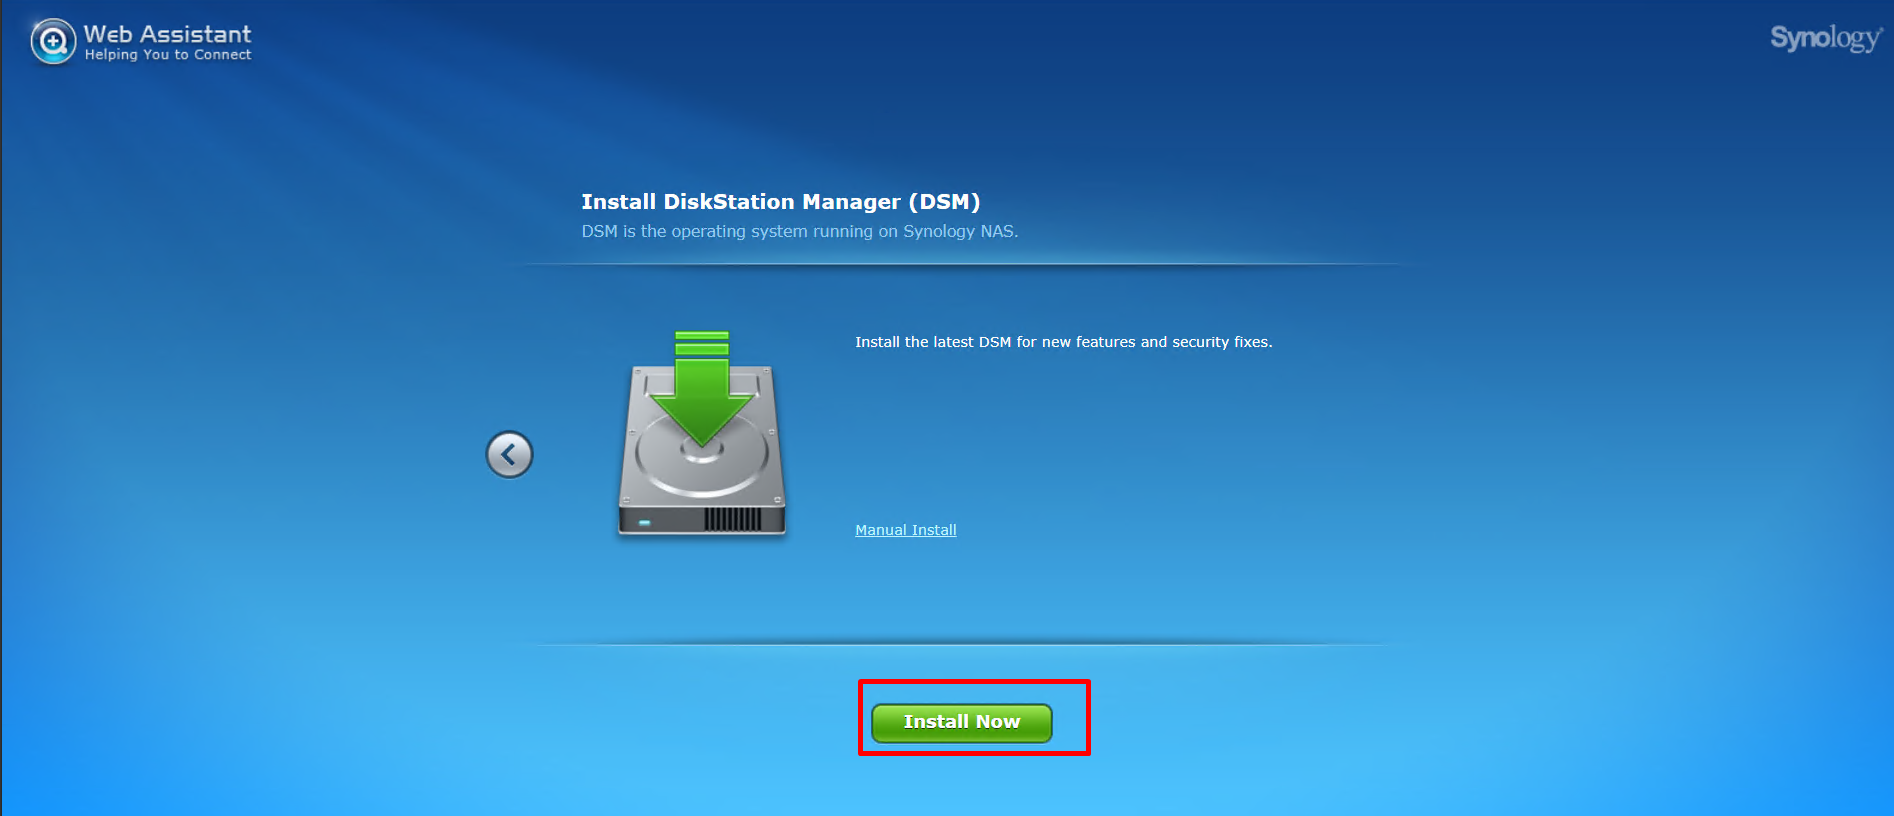 Web Assistant
Helping You to Connect
Synology®
Install DiskStation Manager (DSM)
DSM is the operating system running on Synology NAS.
Install the latest DSM for new features and security fixes.
Manual Install
Install Now